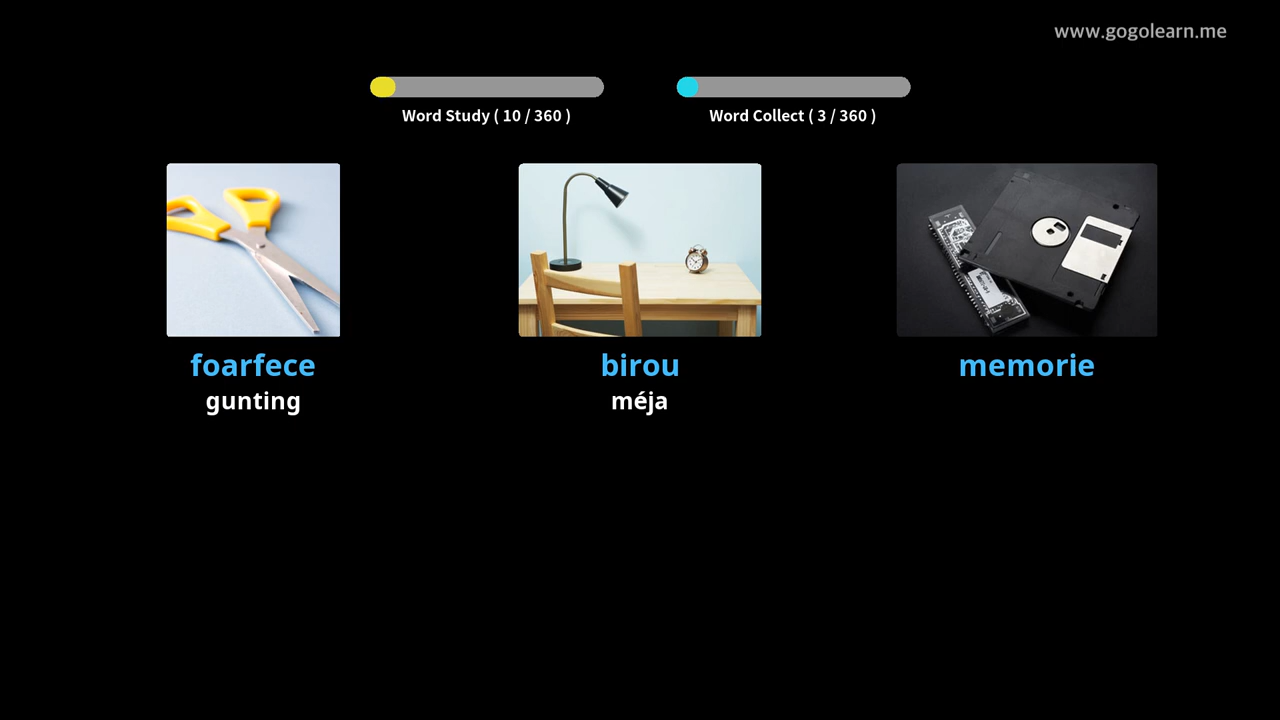 www.gogolearn.me
Word Study ( 10 / 360 )
Word Collect ( 3 / 360 )
foarfece
gunting
birou
méja
memorie